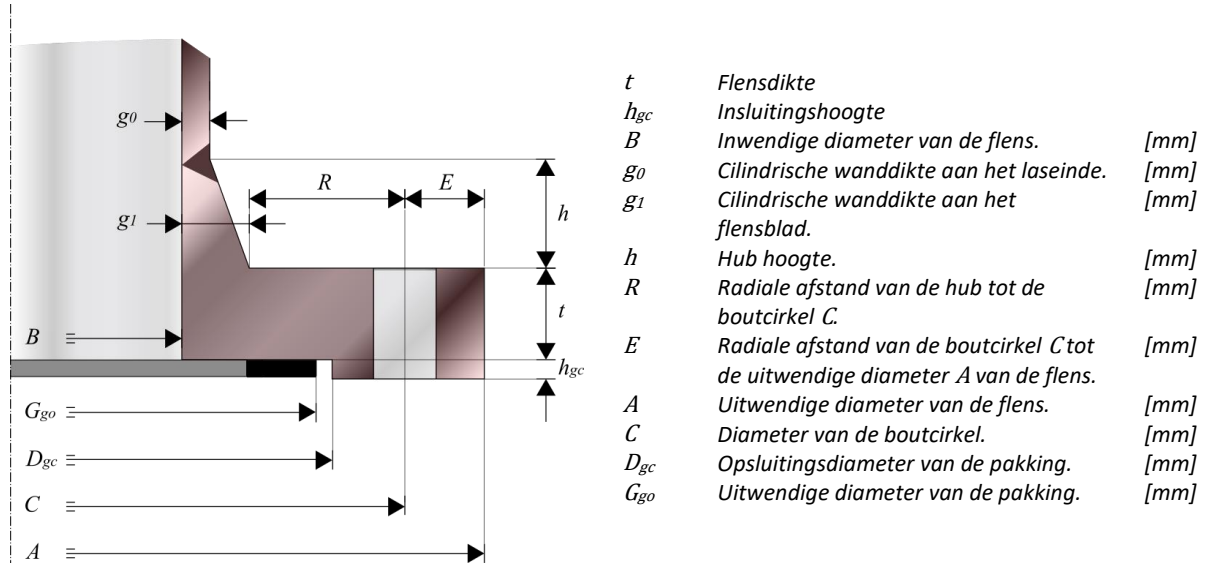 g0
g1
R
E
h
t
B
hgc
Ggo
Dgc
C
A
t Flensdikte
hgc Insluitingshoogte
B Inwendige diameter van de flens. [mm]
g0 Cilindrische wanddikte aan het laseinde. [mm]
g1 Cilindrische wanddikte aan het [mm]
flensblad.
h Hub hoogte. [mm]
R Radiale afstand van de hub tot de [mm]
boutcirkel C.
E Radiale afstand van de boutcirkel C tot [mm]
de uitwendige diameter A van de flens.
A Uitwendige diameter van de flens. [mm]
C Diameter van de boutcirkel. [mm]
Dgc Opsluitingsdiameter van de pakking. [mm]
Ggo Uitwendige diameter van de pakking. [mm]